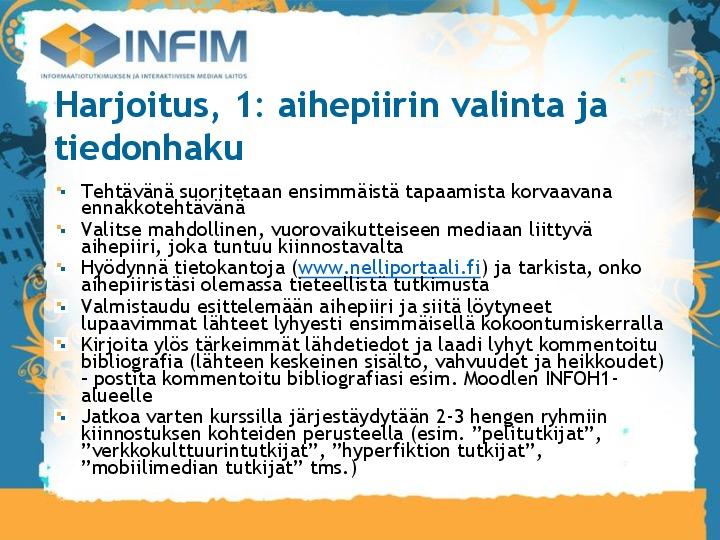 INFIM
INFORMAATIOTUTKIMUKSEN JA INTERAKTIIVISEN MEDIAN LAITOS
Harjoitus, 1: aihepiirin valinta ja
tiedonhaku
Tehtävänä suoritetaan ensimmäistä tapaamista korvaavana
ennakkotehtävänä
Valitse mahdollinen, vuorovaikutteiseen mediaan liittyvä
aihepiiri, joka tuntuu kiinnostavalta
Hyödynnä tietokantoja (www.nelliportaali.fi) ja tarkista, onko
aihepiiristäsi olemassa tieteellistä tutkimusta
Valmistaudu esittelemään aihepiiri ja siitä löytyneet
lupaavimmat lähteet lyhyesti ensimmäisellä kokoontumiskerralla
Kirjoita ylös tärkeimmät lähdetiedot ja laadi lyhyt kommentoitu
bibliografia (lähteen keskeinen sisältö, vahvuudet ja heikkoudet)
– postita kommentoitu bibliografiasi esim. Moodlen INFOH1-
alueelle
Jatkoa varten kurssilla järjestäydytään 2-3 hengen ryhmiin
kiinnostuksen kohteiden perusteella (esim. ”pelitutkijat”,
”verkkokulttuurintutkijat”, ”hyperfiktion tutkijat”,
”mobiilimedian tutkijat” tms.)